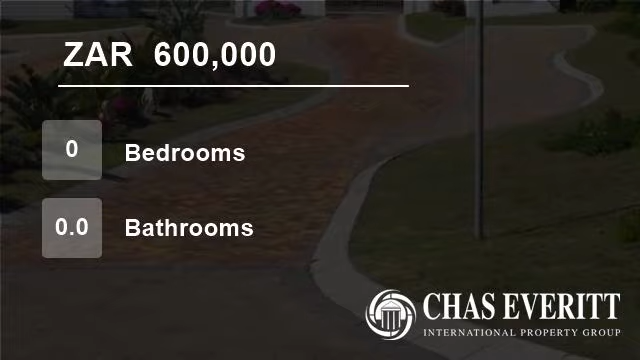 ZAR 600,000
0 Bedrooms
0.0 Bathrooms
CHAS EVERITT
INTERNATIONAL PROPERTY GROUP